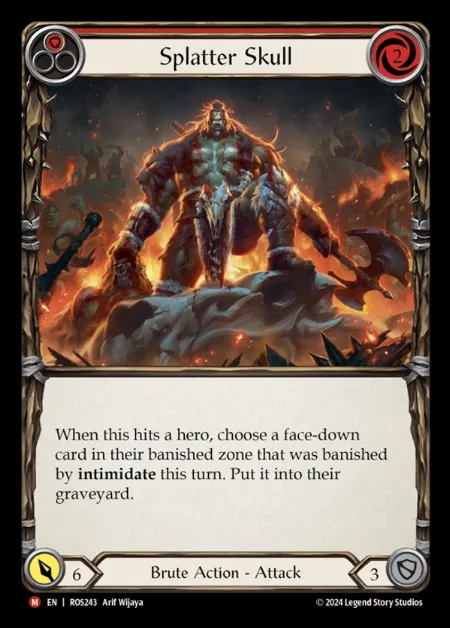 Splatter Skull
2
When this hits a hero, choose a face-down
card in their banished zone that was banished
by intimidate this turn. Put it into their
graveyard.
6
Brute Action - Attack
3
M EN | ROS243 Arif Wijaya
© 2024 Legend Story Studios